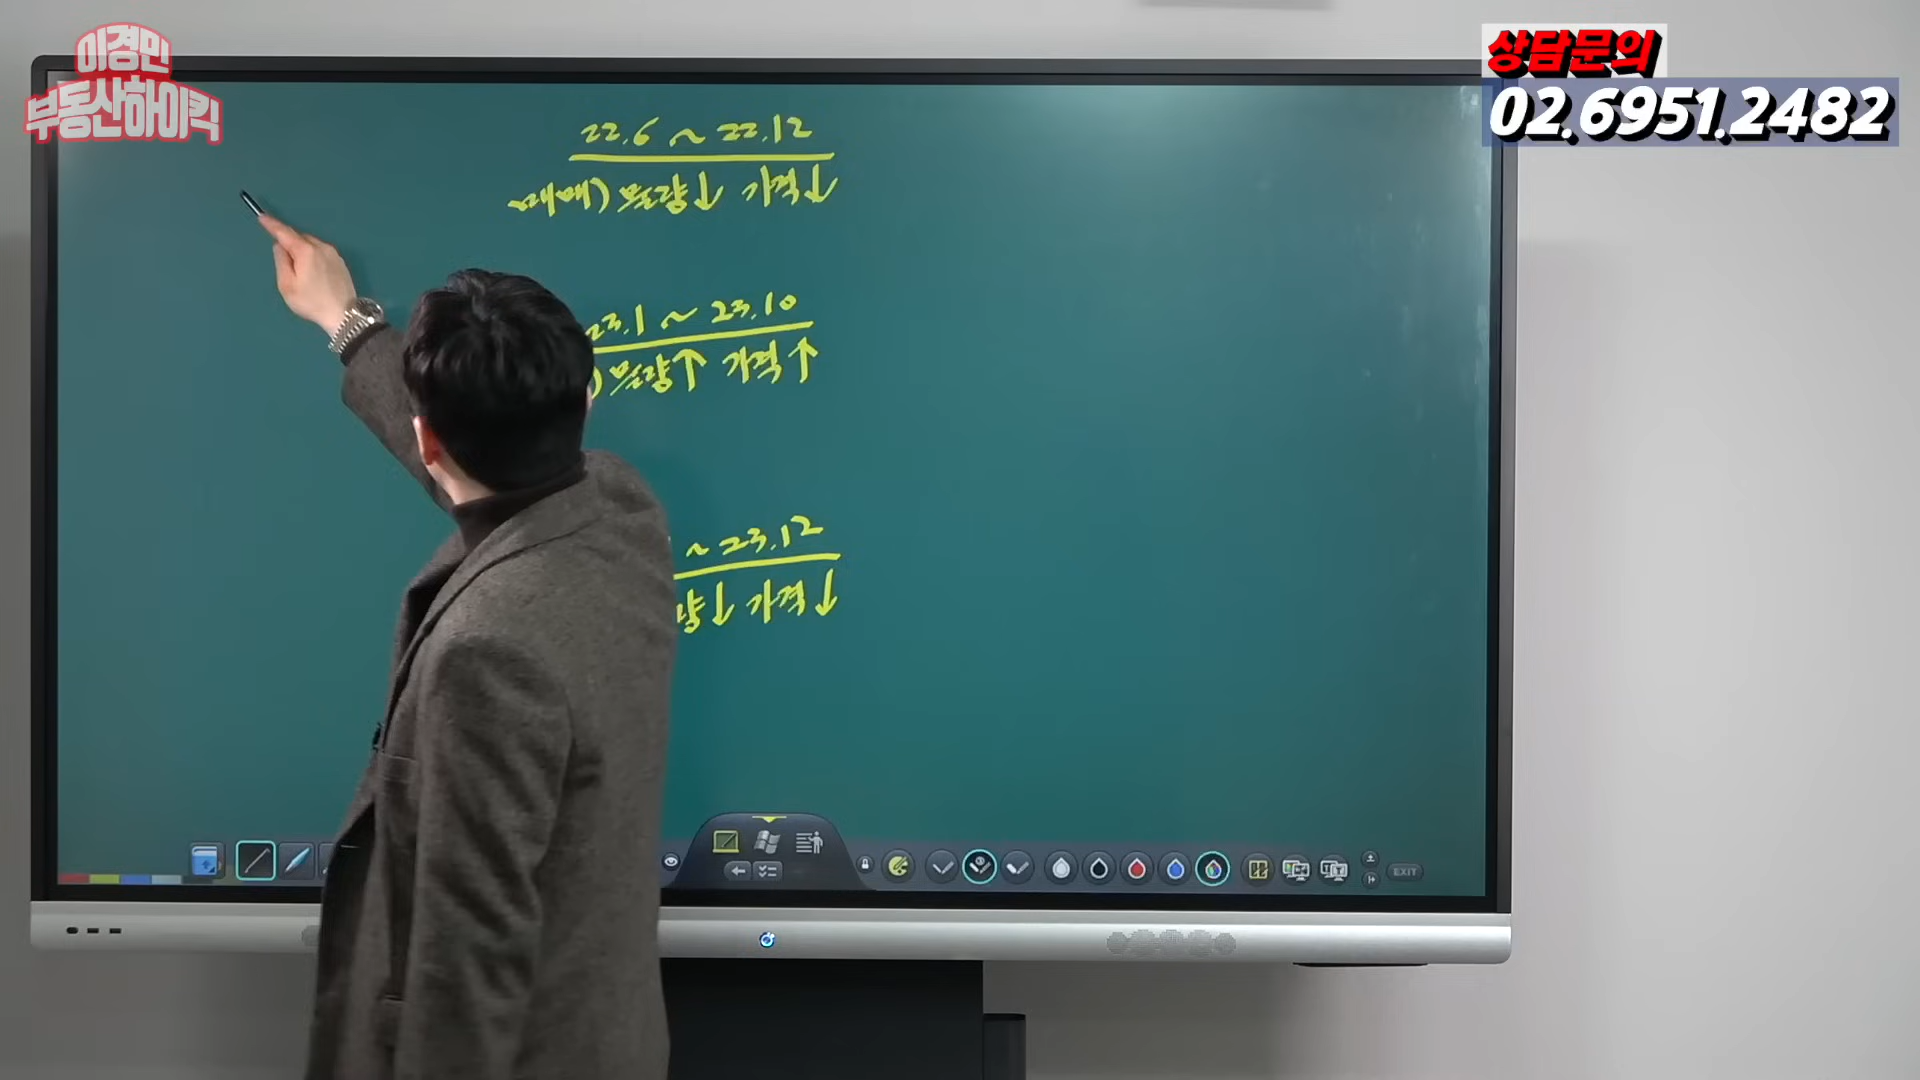 이경민
부동산하이킥
상담문의
02.6951.2482
22.6 ~ 22.12
매매) 물량↓ 가격↓
23.1 ~ 23.10
) 물량↑ 가격↑
~ 23.12
량↓ 가격↓
EXIT